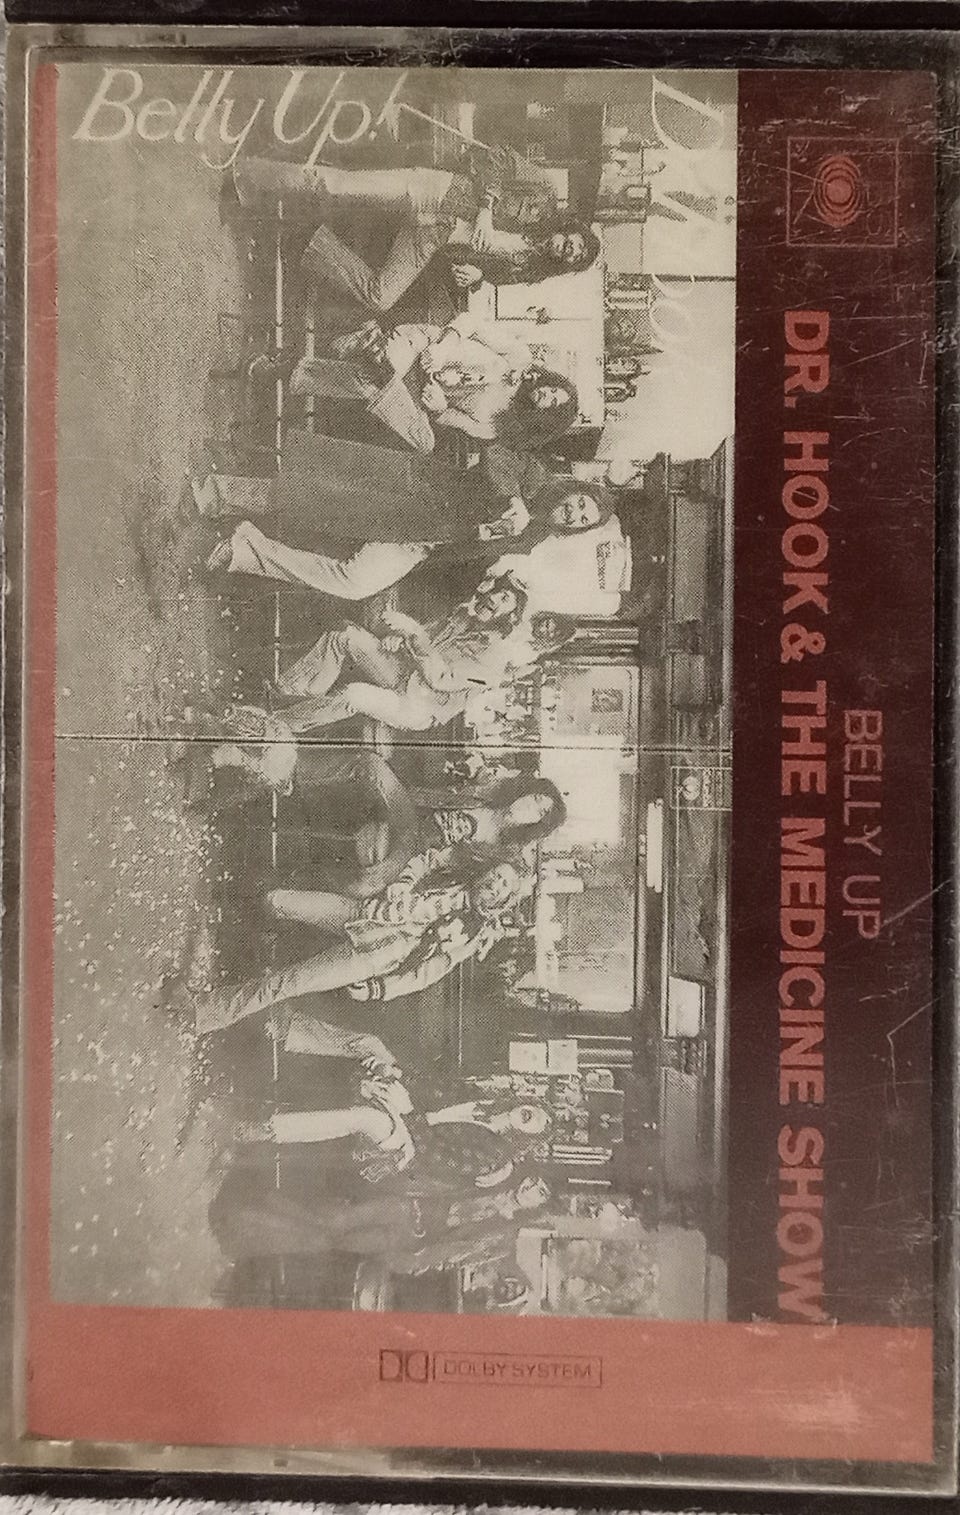 DR. HOOK & THE MEDICINE SHOW
BELLY UP
Belly Up!
DOLBY SYSTEM